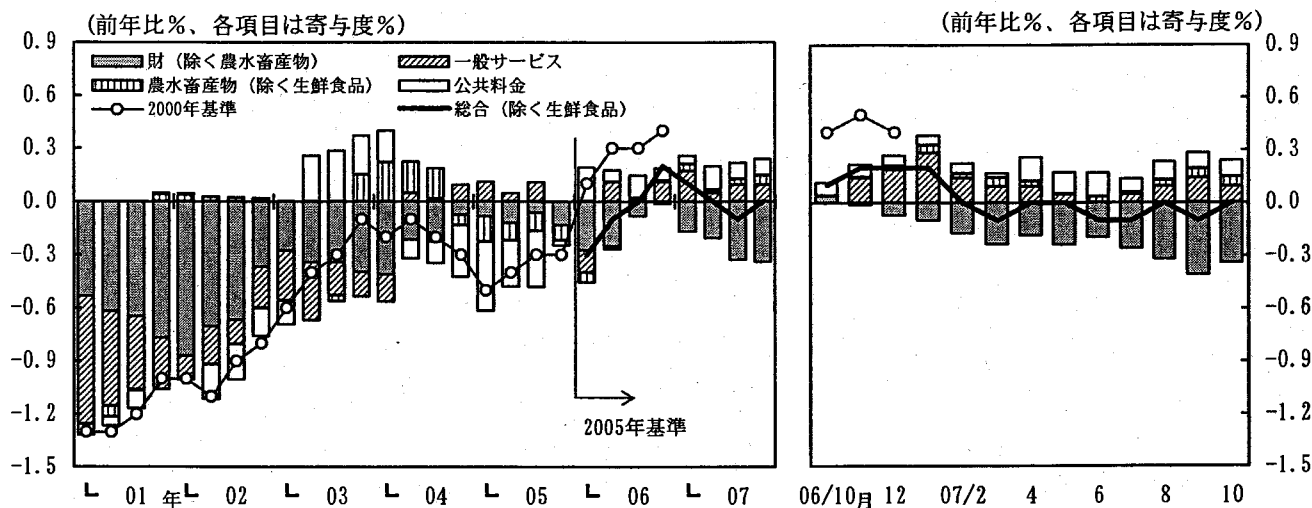 (前年比%、各項目は寄与度%)
0.9
0.6
0.3
0.0
-0.3
-0.6
-0.9
-1.2
-1.5
財(除く農水畜産物)
一般サービス
農水畜産物(除く生鮮食品)
公共料金
2000年基準
総合(除く生鮮食品)
2005年基準
01 年 02 03 04 05 06 07
(前年比%、各項目は寄与度%)
0.9
0.6
0.3
0.0
-0.3
-0.6
-0.9
-1.2
-1.5
06/10月 12 07/2 4 6 8 10